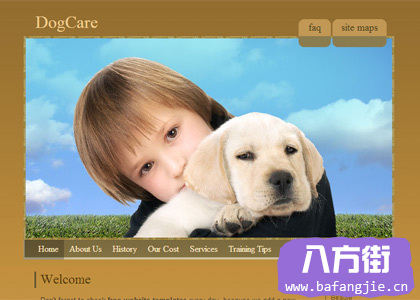 DogCare
faq
site maps
Home About Us History Our Cost Services Training Tips
八方街
www.bafangjie.cn
Welcome